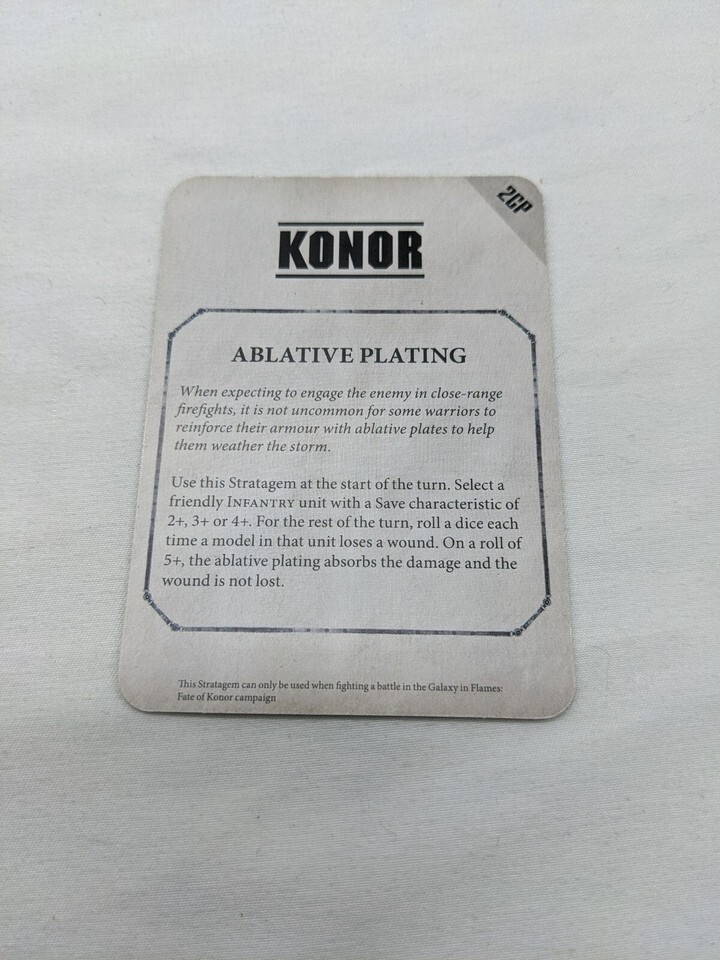 2CP
KONOR
ABLATIVE PLATING
When expecting to engage the enemy in close-range
firefights, it is not uncommon for some warriors to
reinforce their armour with ablative plates to help
them weather the storm.
Use this Stratagem at the start of the turn. Select a
friendly INFANTRY unit with a Save characteristic of
2+, 3+ or 4+. For the rest of the turn, roll a dice each
time a model in that unit loses a wound. On a roll of
5+, the ablative plating absorbs the damage and the
wound is not lost.
This Stratagem can only be used when fighting a battle in the Galaxy in Flames:
Fate of Konor campaign